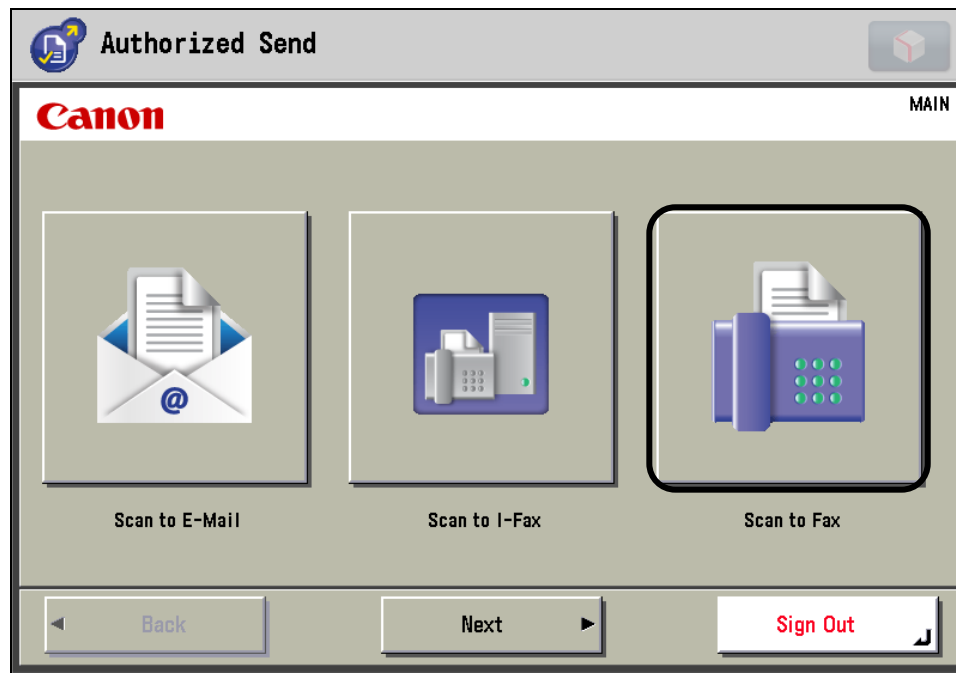 Authorized Send
Canon
MAIN
@
Scan to E-Mail
Scan to I-Fax
Scan to Fax
Back
Next
Sign Out